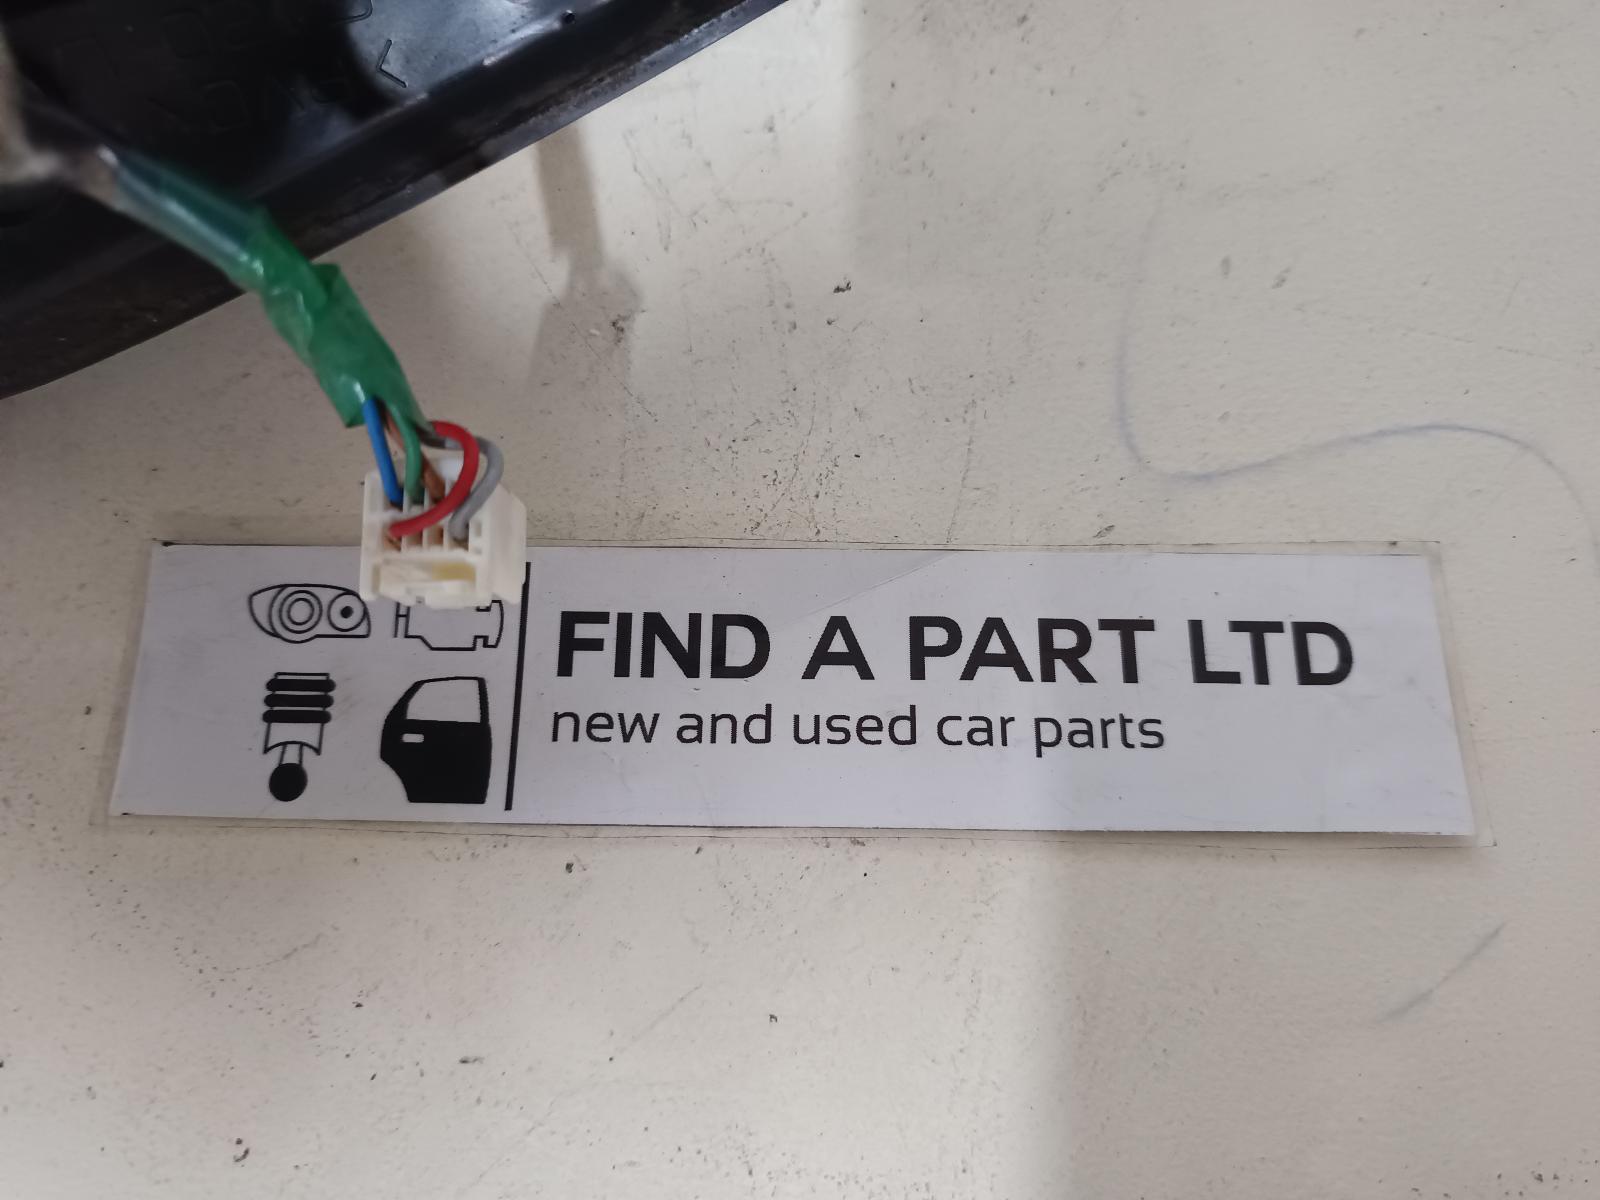 FIND A PART LTD
new and used car parts